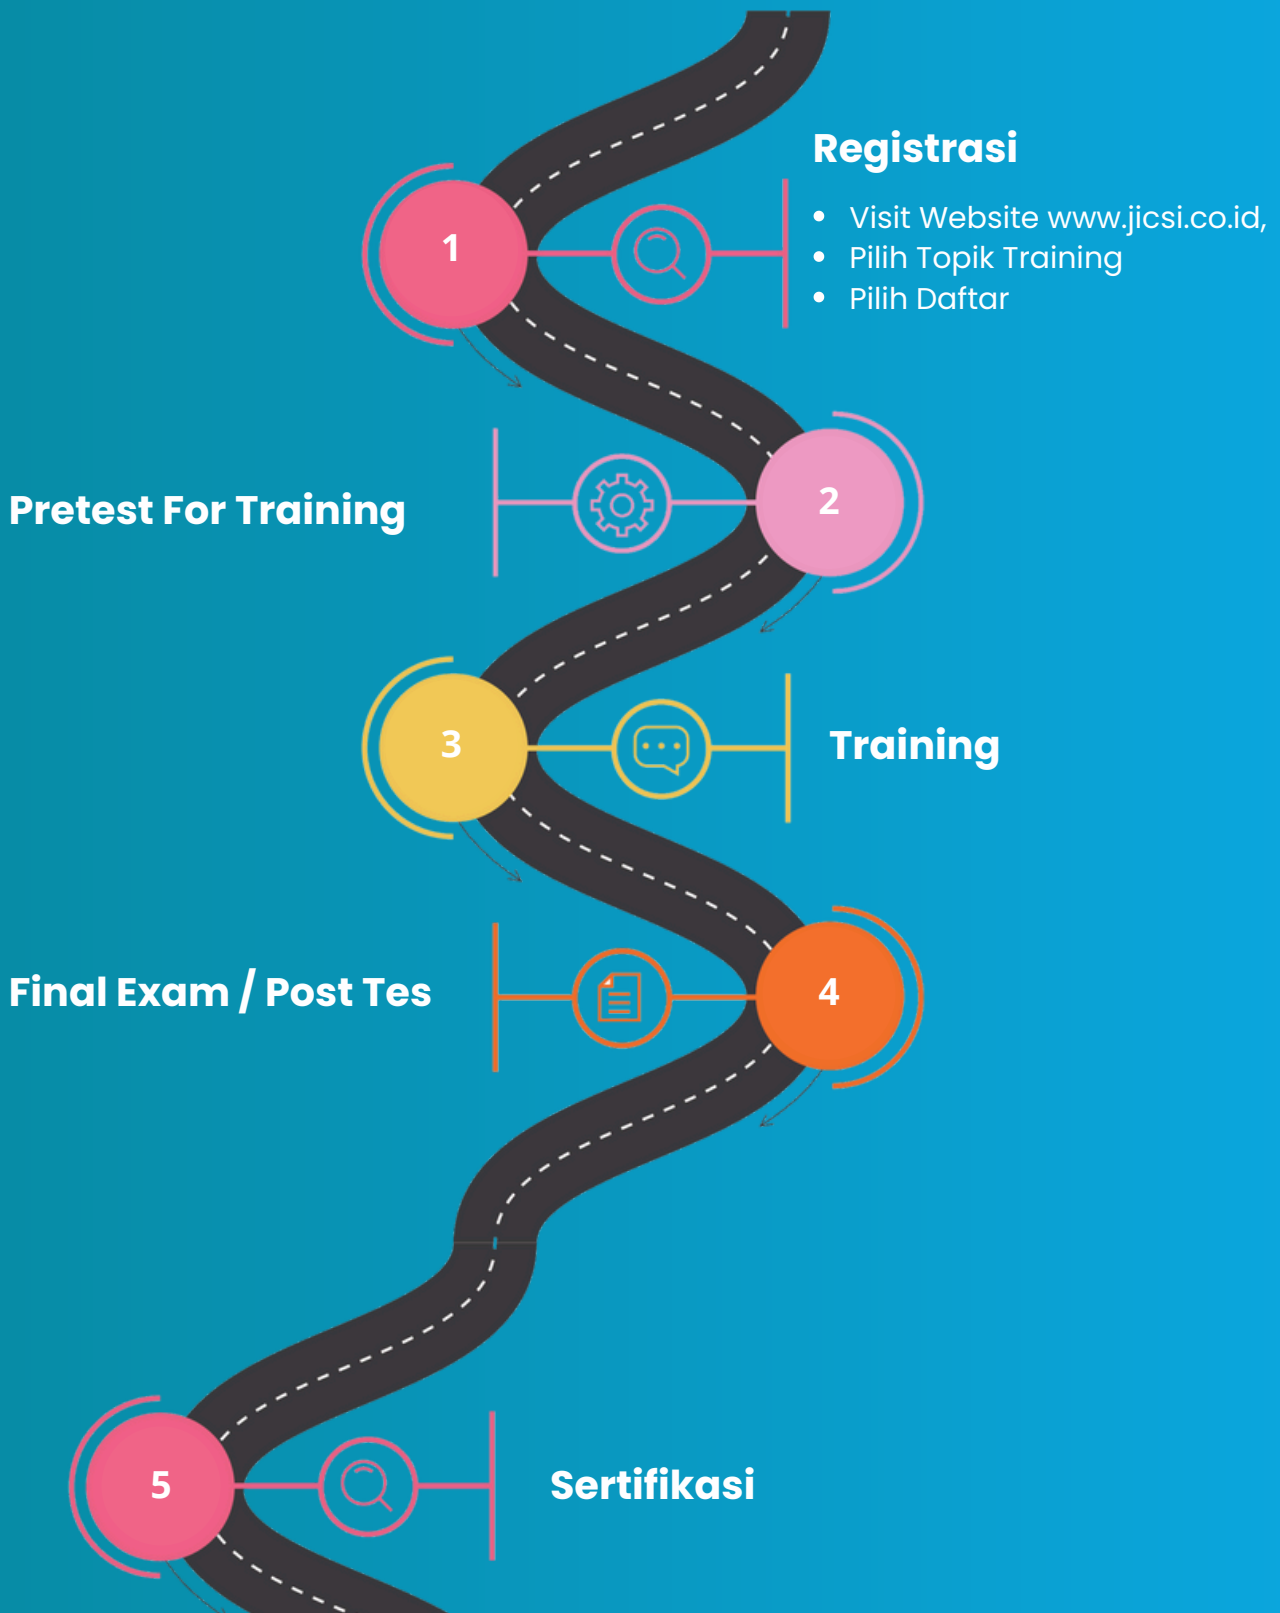 Registrasi
1
• Visit Website www.jicsi.co.id,
• Pilih Topik Training
• Pilih Daftar
Pretest For Training
2
3
Training
Final Exam / Post Tes
4
5
Sertifikasi